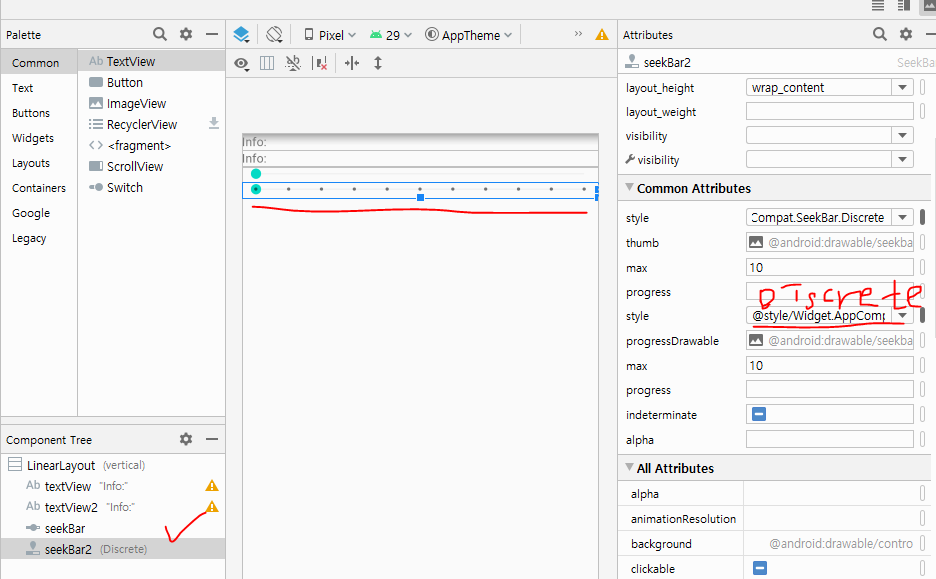 Palette
Common
Text
Buttons
Widgets
Layouts
Containers
Google
Legacy
Ab TextView
Button
ImageView
RecyclerView
<> <fragment>
ScrollView
Switch
Component Tree
LinearLayout (vertical)
Ab textView "Info:"
Ab textView2 "Info:"
seekBar
seekBar2 (Discrete)
Pixel 29 AppTheme
Info:
Info:
Attributes
seekBar2 SeekBa
layout_height wrap_content
layout_weight
visibility
visibility
Common Attributes
style Compat.SeekBar.Discrete
thumb @android:drawable/seekba
max 10
progress
Discrete
style @style/Widget.AppComp
progressDrawable @android:drawable/seekba
max 10
progress
indeterminate
alpha
All Attributes
alpha
animationResolution
background @android:drawable/contro
clickable